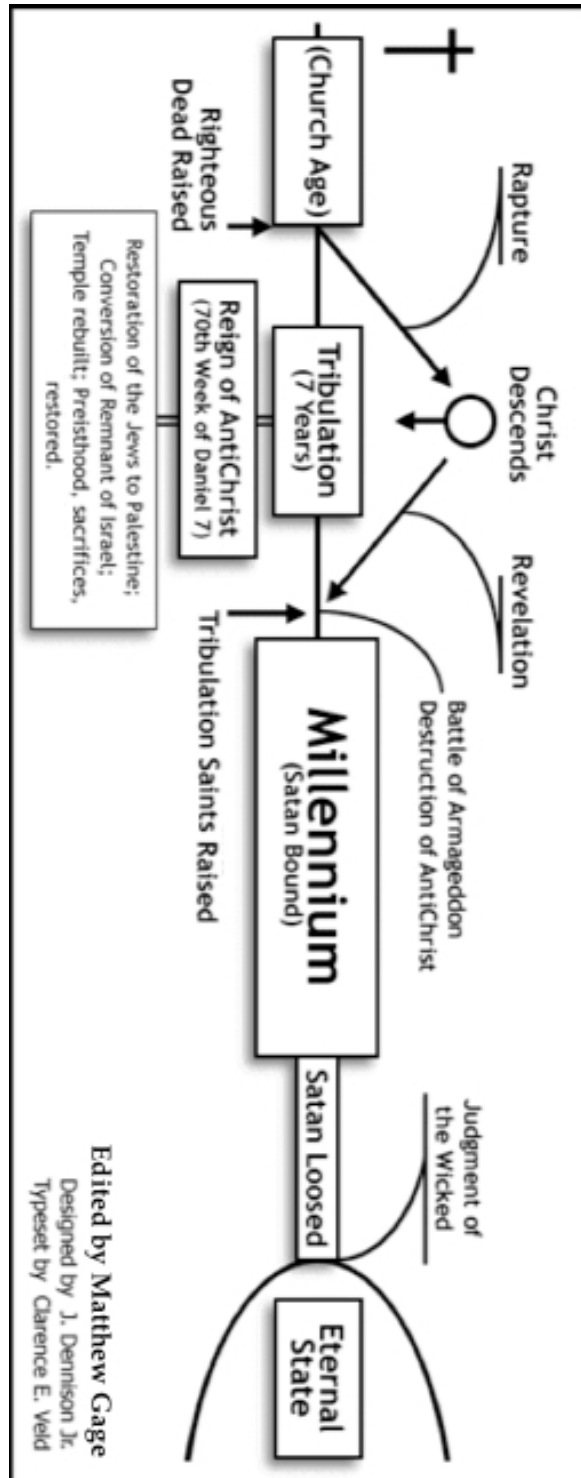 Rapture
Christ
Descends
Revelation
Battle of Armageddon
Destruction of AntiChrist
Judgment of
the Wicked
(Church Age)
Tribulation
(7 Years)
Millennium
(Satan Bound)
Satan Loosed
Eternal
State
Righteous
Dead Raised
Reign of AntiChrist
(70th Week of Daniel 7)
Tribulation Saints Raised
Restoration of the Jews to Palestine;
Conversion of Remnant of Israel;
Temple rebuilt; Preisthood, sacrifices,
restored.
Edited by Matthew Gage
Designed by J. Dennison Jr.
Typeset by Clarence E. Veld